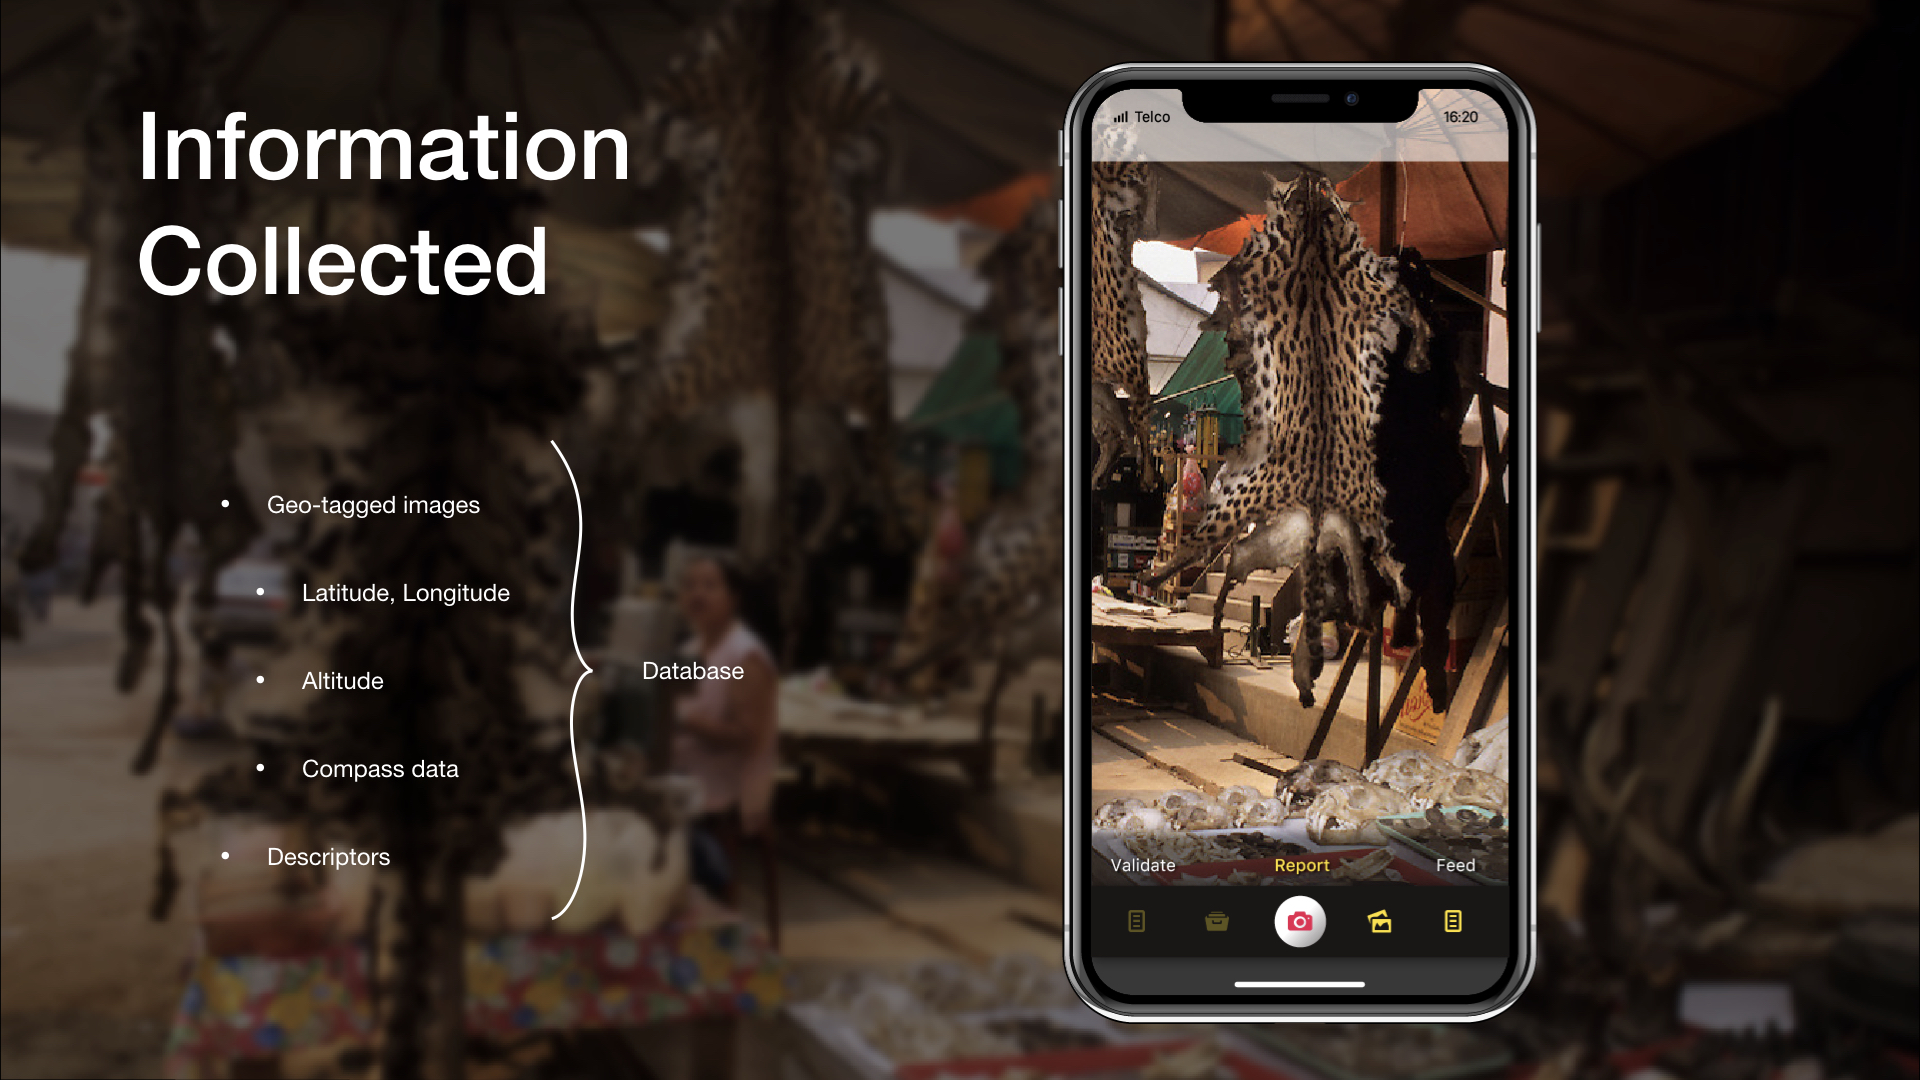 Information
Collected
• Geo-tagged images
• Latitude, Longitude
• Altitude
• Compass data
• Descriptors
Database
Telco
16:20
Validate
Report
Feed